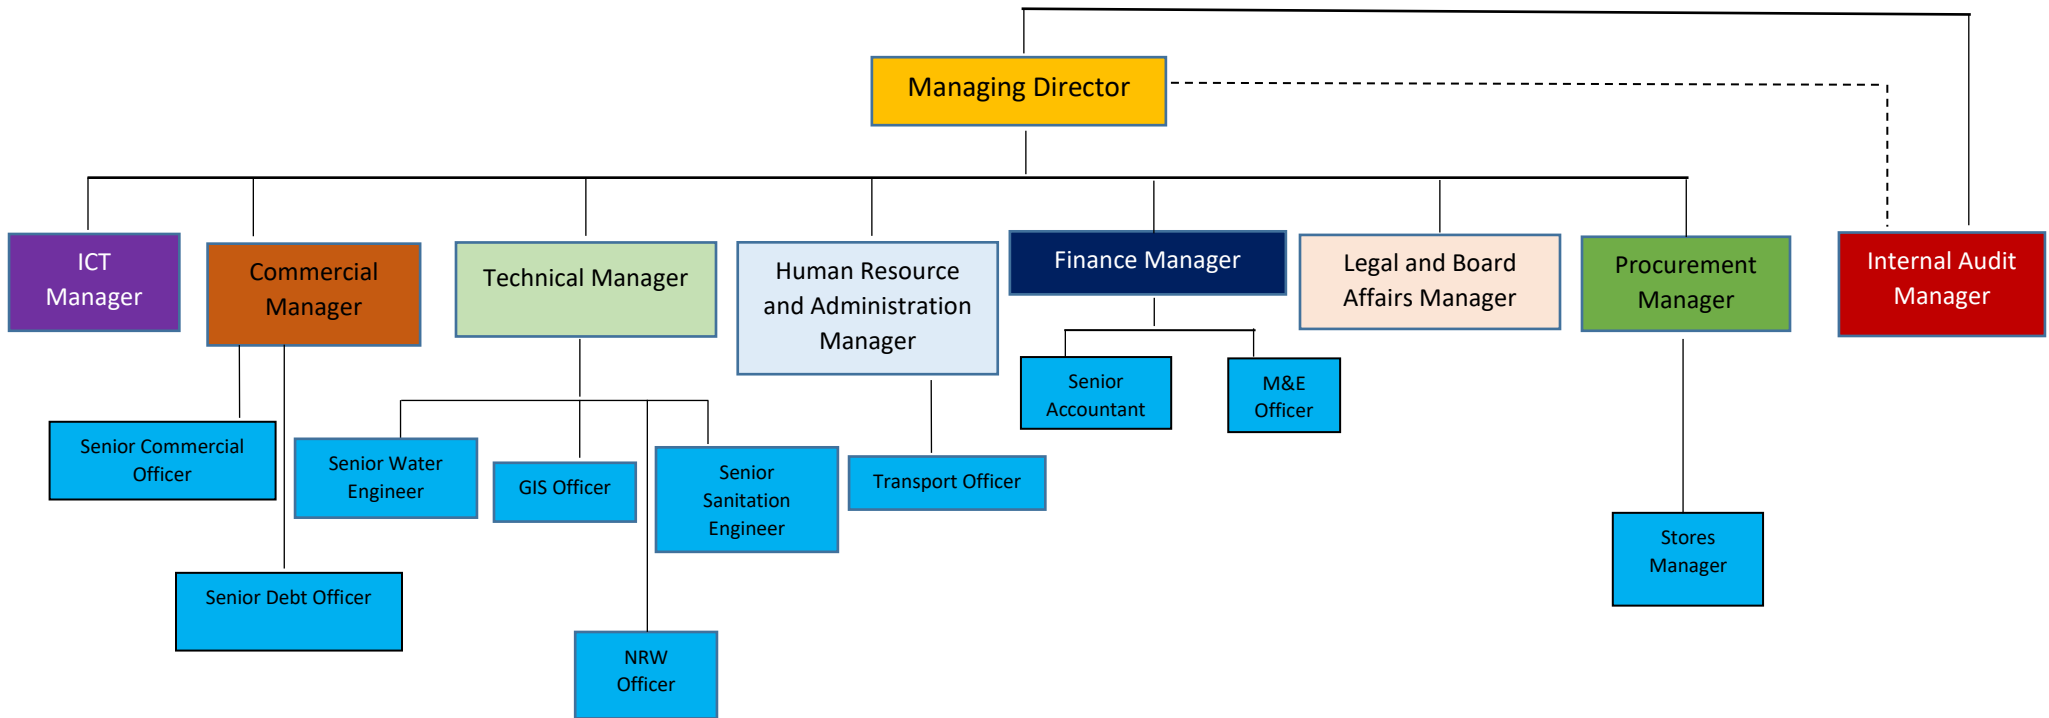 Managing Director
ICT
Manager
Commercial
Manager
Technical Manager
Human Resource
and Administration
Manager
Finance Manager
Legal and Board
Affairs Manager
Procurement
Manager
Internal Audit
Manager
Senior
Accountant
M&E
Officer
Senior Commercial
Officer
Senior Water
Engineer
GIS Officer
Senior
Sanitation
Engineer
Transport Officer
Stores
Manager
Senior Debt Officer
NRW
Officer